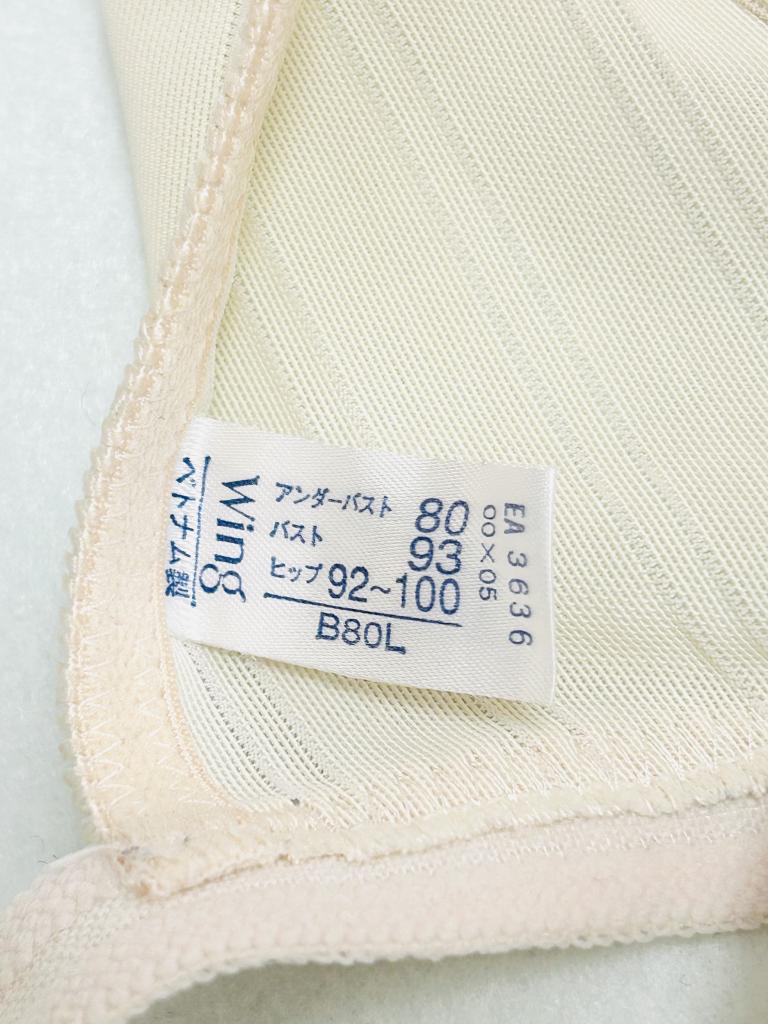 アンダーバスト 80
バスト 93
ヒップ 92~100
B80L
Wing
ベトナム製
EA 3636
00×05